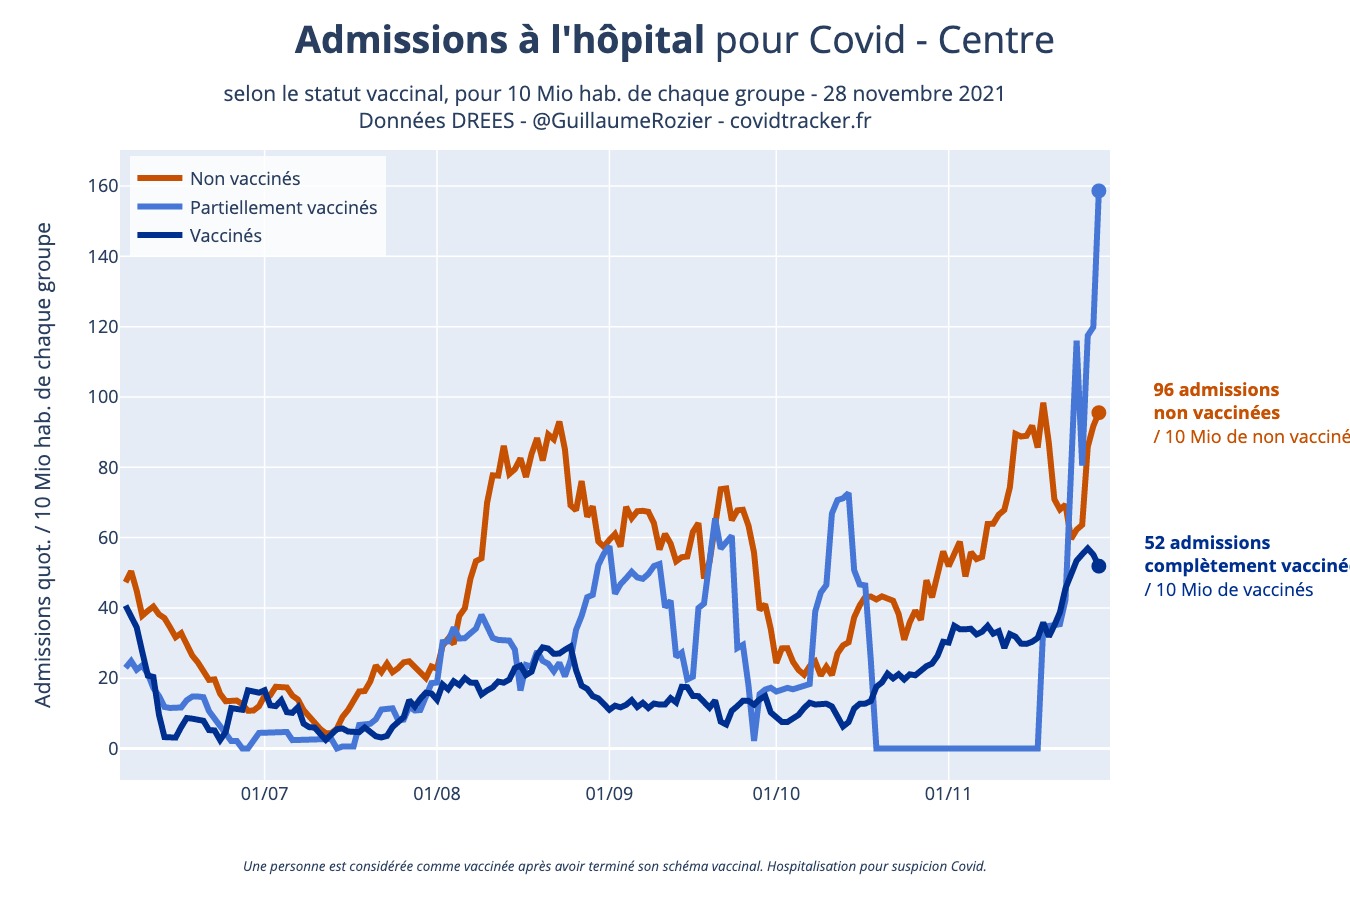 Admissions à l'hôpital pour Covid - Centre
selon le statut vaccinal, pour 10 Mio hab. de chaque groupe - 28 novembre 2021
Données DREES - @GuillaumeRozier - covidtracker.fr
Admissions quot. / 10 Mio hab. de chaque groupe
Non vaccinés
Partiellement vaccinés
Vaccinés
160
140
120
100
80
60
40
20
0
01/07
01/08
01/09
01/10
01/11
96 admissions
non vaccinées
/ 10 Mio de non vacciné
52 admissions
complètement vacciné
/ 10 Mio de vaccinés
Une personne est considérée comme vaccinée après avoir terminé son schéma vaccinal. Hospitalisation pour suspicion Covid.